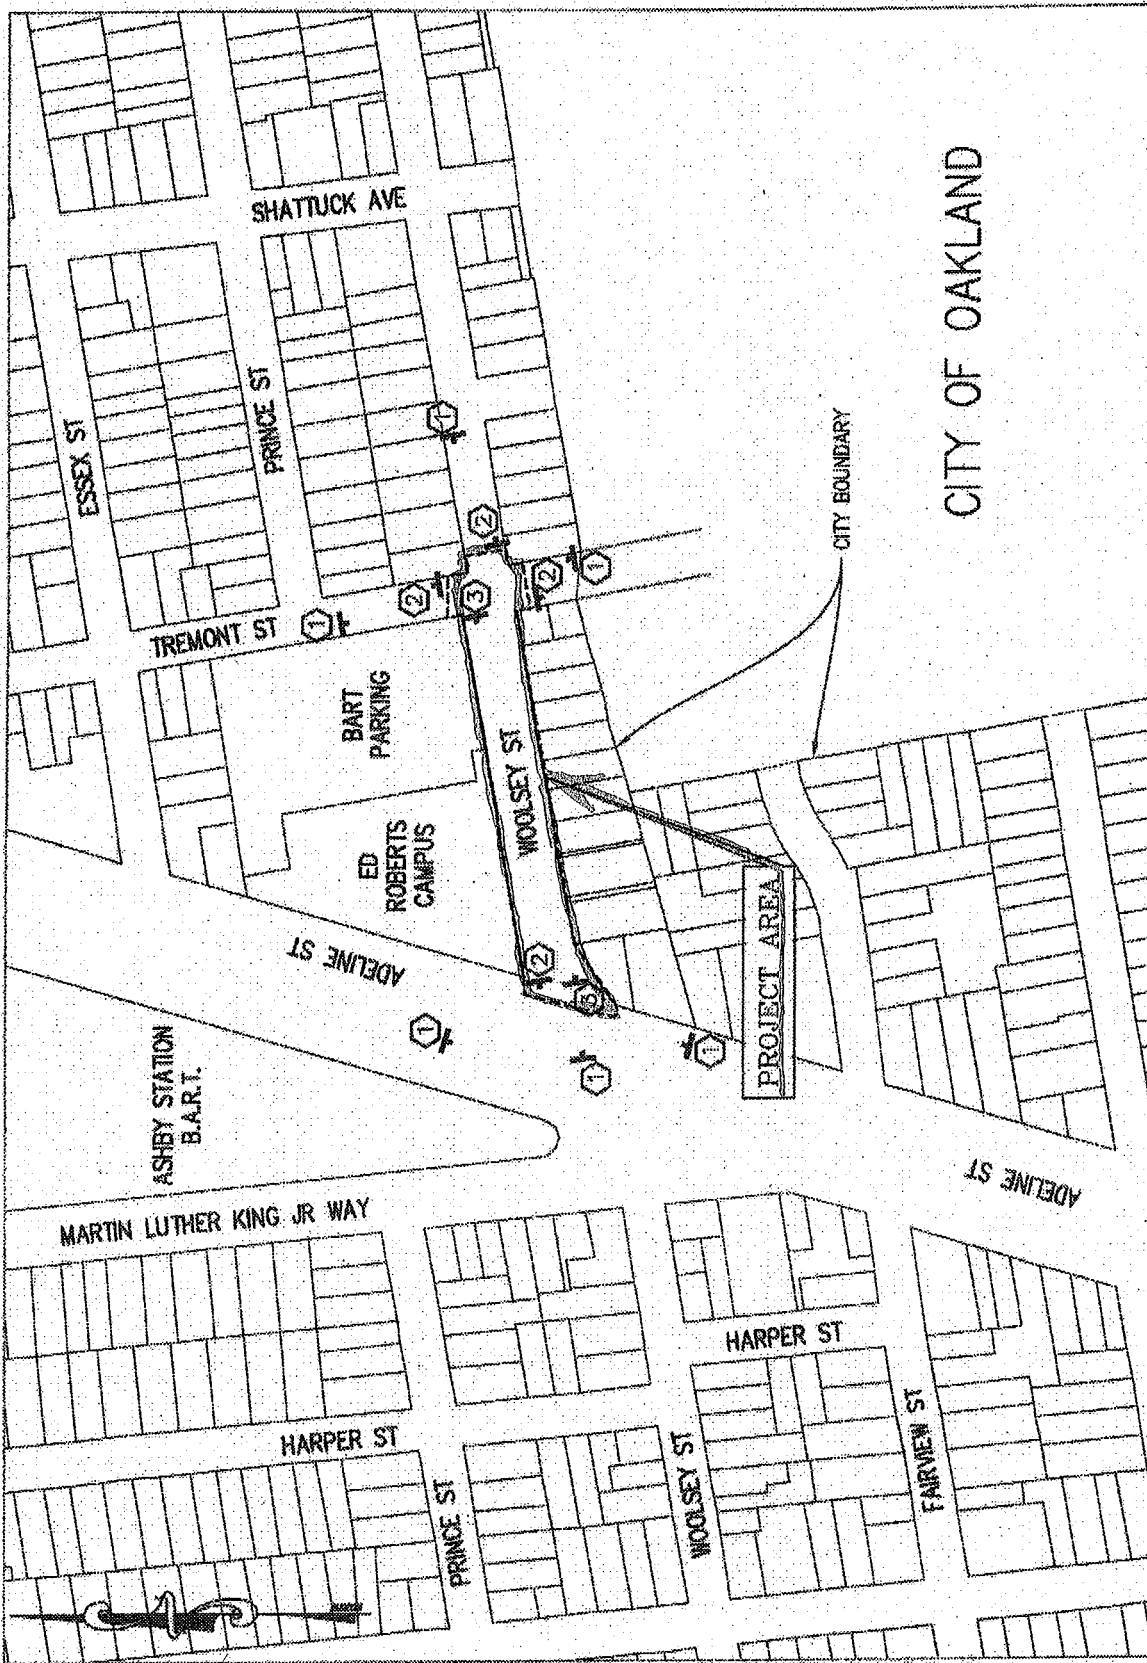 SHATTUCK AVE
ESSEX ST
PRINCE ST
TREMONT ST
BART
PARKING
ED
ROBERTS
CAMPUS
WOOLSEY ST
ADELINE ST
ASHBY STATION
B.A.R.T.
MARTIN LUTHER KING JR WAY
HARPER ST
PRINCE ST
WOOLSEY ST
HARPER ST
FAIRVIEW ST
ADELINE ST
PROJECT AREA
CITY BOUNDARY
CITY OF OAKLAND
1
1
2
2
3
2
1
2
1
1
1